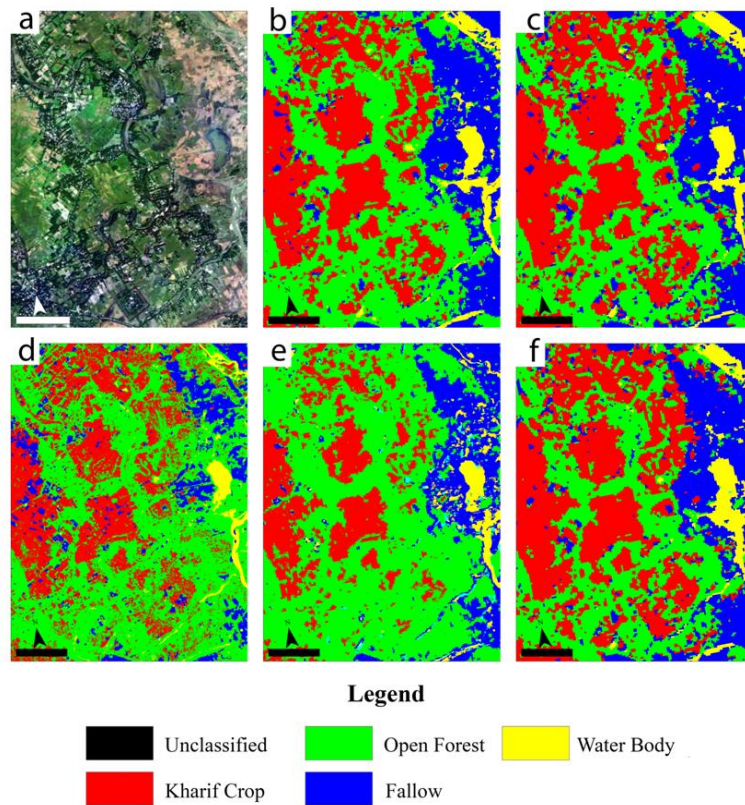 a b c
d e f
Legend
Unclassified Open Forest Water Body
Kharif Crop Fallow